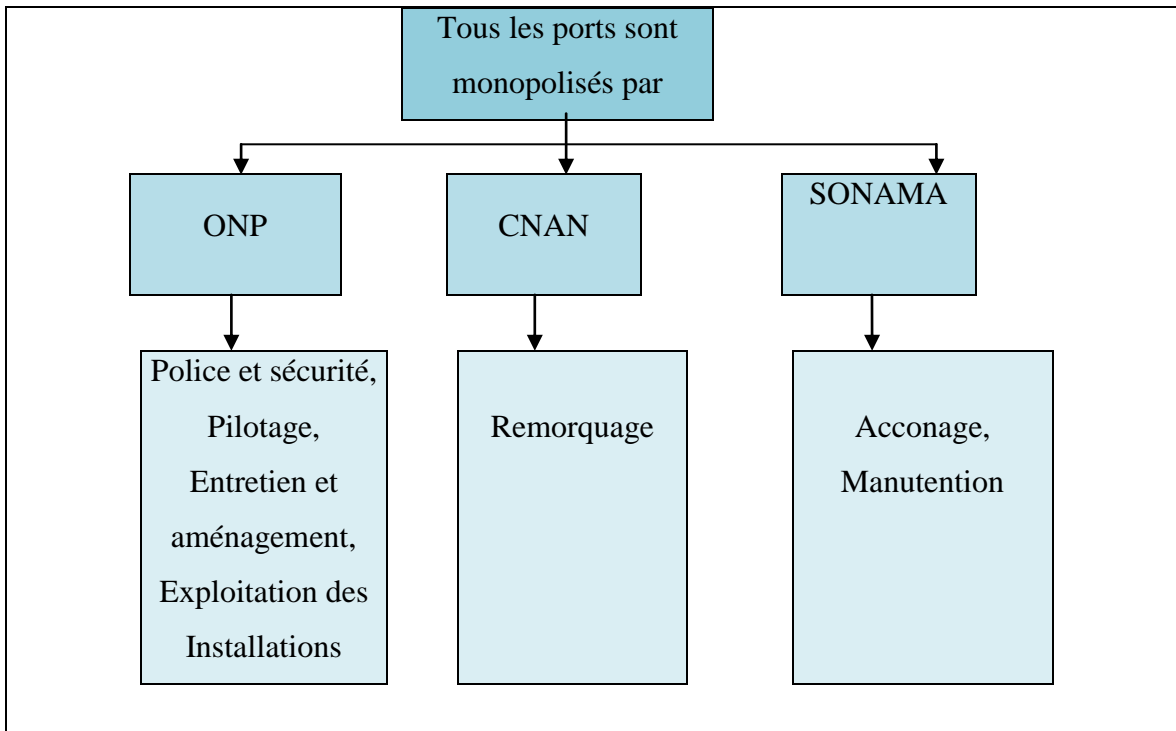 Tous les ports sont
monopolisés par
ONP
CNAN
SONAMA
Police et sécurité,
Pilotage,
Entretien et
aménagement,
Exploitation des
Installations
Remorquage
Acconage,
Manutention